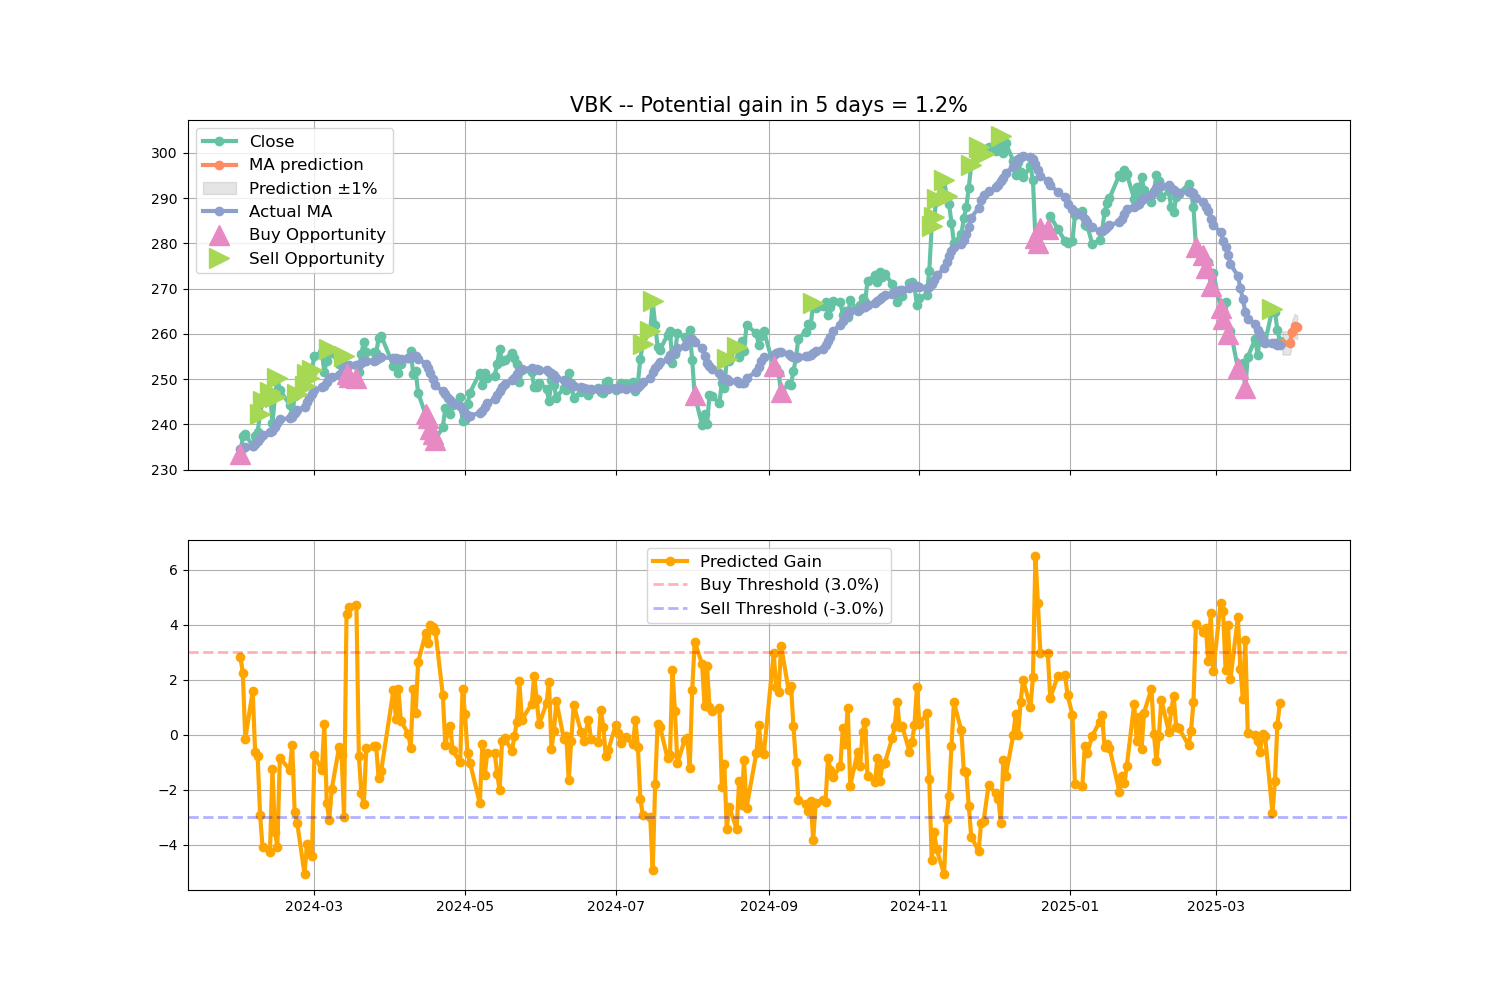 VBK -- Potential gain in 5 days = 1.2%
Close
MA prediction
Prediction ±1%
Actual MA
Buy Opportunity
Sell Opportunity
300
290
280
270
260
250
240
230
Predicted Gain
Buy Threshold (3.0%)
Sell Threshold (-3.0%)
6
4
2
0
−2
−4
2024-03
2024-05
2024-07
2024-09
2024-11
2025-01
2025-03